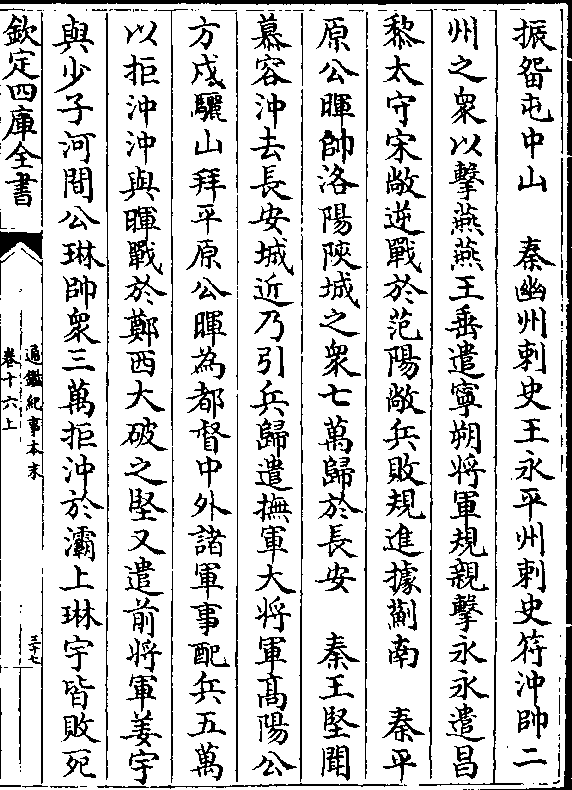 振留屯中山　秦幽州刺史王永平州刺史苻沖帥二
州之衆以擊燕燕王垂遣寧朔將軍規親擊永永遣昌
黎太守宋敞逆戰於范陽敞兵敗規進據薊南　秦平
原公暉帥洛陽陜城之衆七萬歸於長安　秦王堅聞
慕容沖去長安城近乃引兵歸遣撫軍大將軍髙陽公
方戍驪山拜平原公暉為都督中外諸軍事配兵五萬
以拒沖沖與暉戰於鄭西大破之堅又遣前將軍姜宇
與少子河間公琳帥衆三萬拒沖於灞上琳宇皆敗死
欽定四庫全書
通鑑紀事本末
卷十六上
三十七